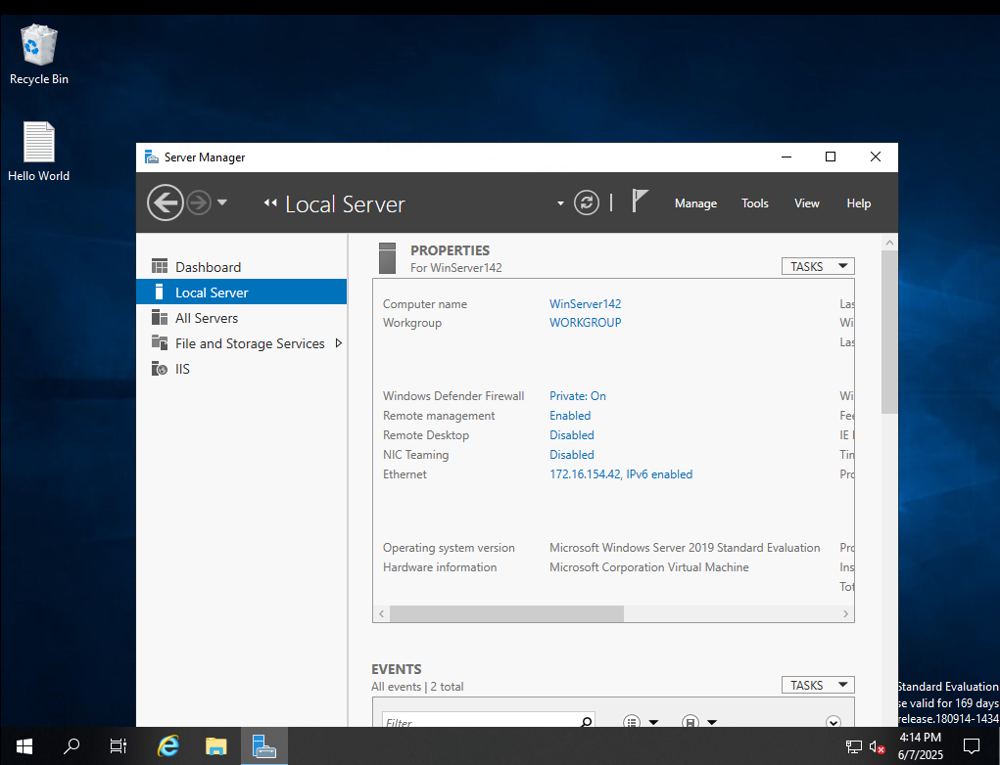 Recycle Bin
Hello World
Server Manager
Local Server
Manage Tools View Help
Dashboard
Local Server
All Servers
File and Storage Services
IIS
PROPERTIES
For WinServer142
TASKS
Computer name WinServer142 Las
Workgroup WORKGROUP Wi
Las
Windows Defender Firewall Private: On Wi
Remote management Enabled Fee
Remote Desktop Disabled IE
NIC Teaming Disabled Tim
Ethernet 172.16.154.42, IPv6 enabled Pro
Operating system version Microsoft Windows Server 2019 Standard Evaluation Pro
Hardware information Microsoft Corporation Virtual Machine Ins
Tot
EVENTS
All events | 2 total
TASKS
Filter
Standard Evaluation
se valid for 169 days
release.180914-1434
4:14 PM
6/7/2025